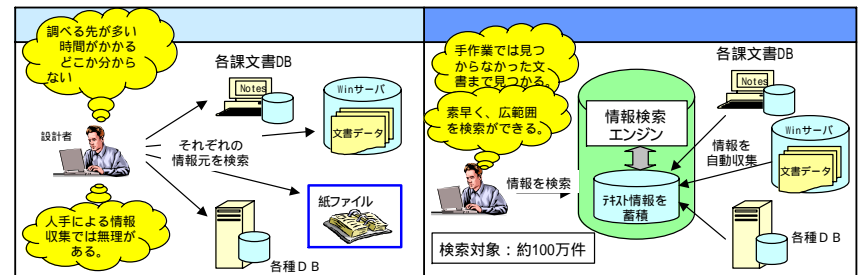 調べる先が多い
時間がかかる
どこか分から
ない
各課文書DB
Notes
Winサーバ
文書データ
設計者
それぞれの
情報元を検索
紙ファイル
人手による情報
収集では無理が
ある。
各種ＤＢ
手作業では見つ
からなかった文
書まで見つかる。
素早く、広範囲
を検索ができる。
情報検索
エンジン
各課文書DB
Notes
Winサーバ
文書データ
情報を
自動収集
情報を検索
ﾃｷｽﾄ情報を
蓄積
各種ＤＢ
検索対象：約100万件